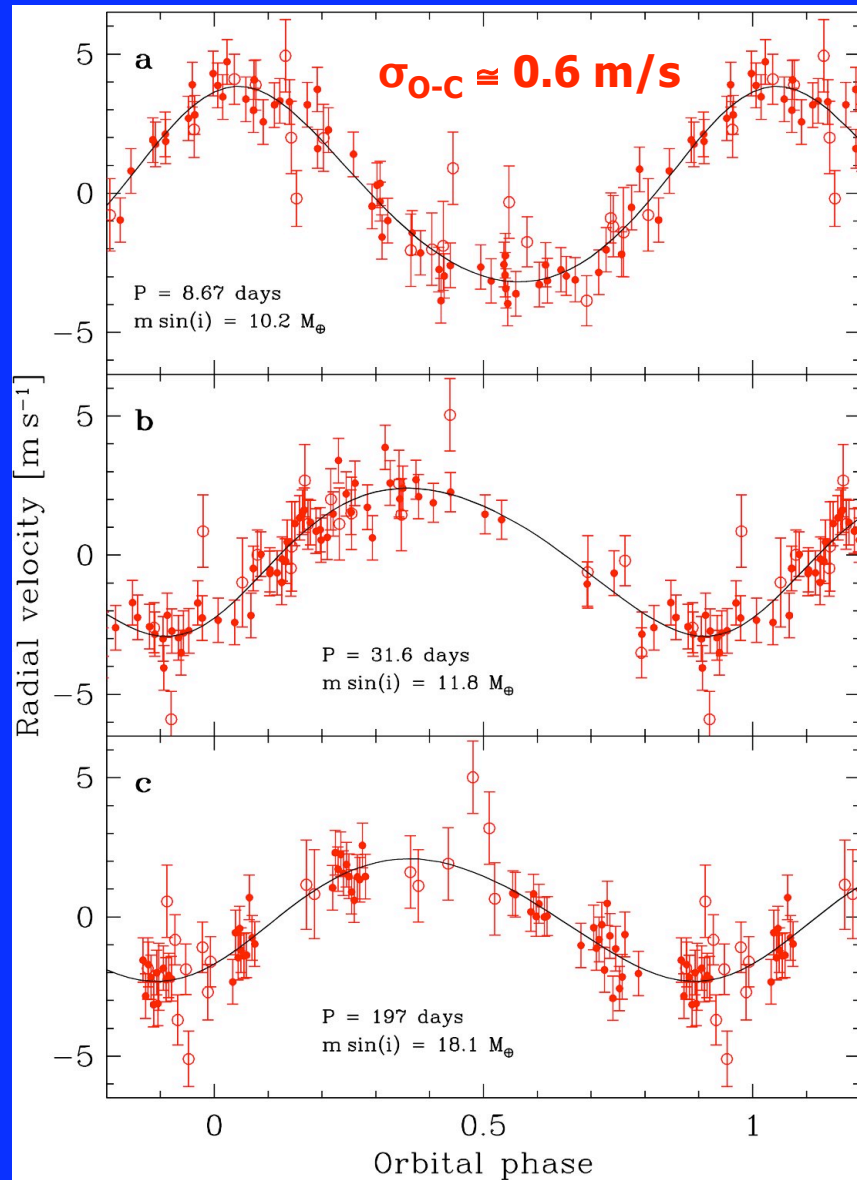 a
σO-C ≅ 0.6 m/s
5
0
−5
P = 8.67 days
m sin(i) = 10.2 M⊕
b
5
0
−5
P = 31.6 days
m sin(i) = 11.8 M⊕
c
5
0
−5
P = 197 days
m sin(i) = 18.1 M⊕
Radial velocity [m s⁻¹]
0 0.5 1
Orbital phase